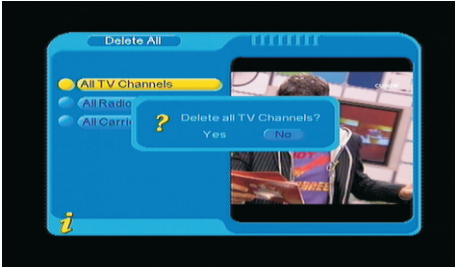 Delete All
All TV Channels
All Radio
All Carri
Delete all TV Channels?
Yes No